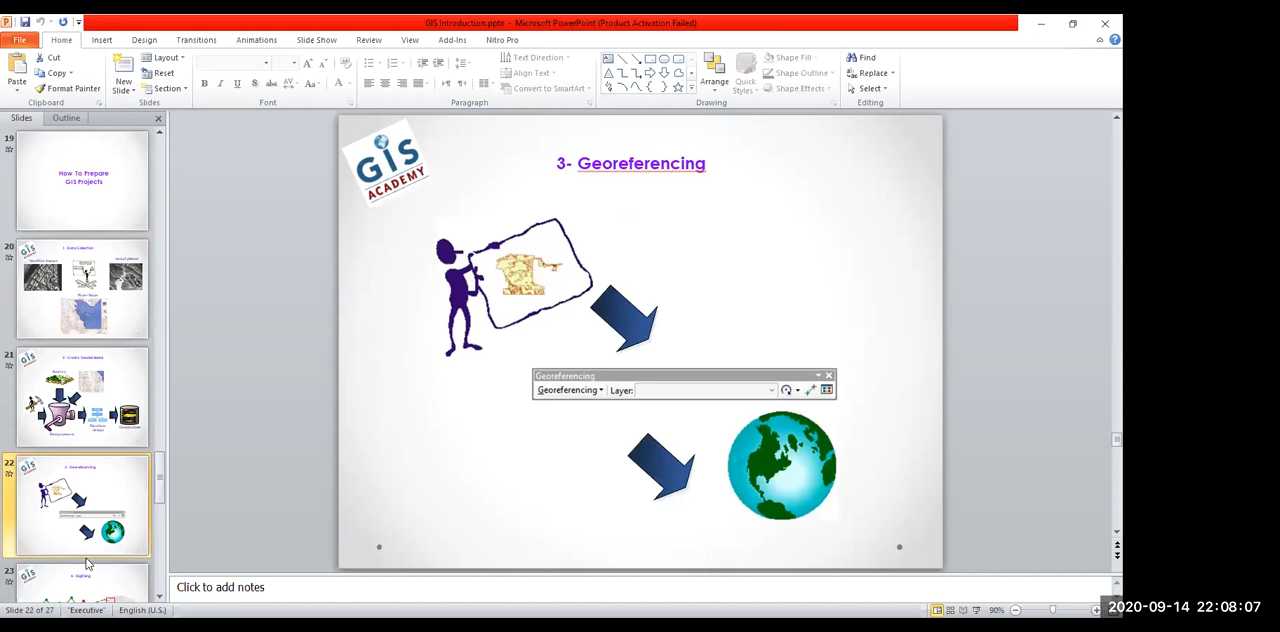 GIS Introduction.pptx - Microsoft PowerPoint (Product Activation Failed)
File Home Insert Design Transitions Animations Slide Show Review View Add-Ins Nitro Pro
Paste
Cut
Copy
Format Painter
Clipboard
New
Slide
Layout
Reset
Section
Slides
Font
Text Direction
Align Text
Convert to SmartArt
Paragraph
Arrange
Quick
Styles
Shape Fill
Shape Outline
Shape Effects
Drawing
Find
Replace
Select
Editing
Slides Outline
19
How To Prepare
GIS Projects
20
21
22
23
GIS
ACADEMY
3- Georeferencing
Georeferencing
Georeferencing Layer:
Click to add notes
Slide 22 of 27 "Executive" English (U.S.) 90%
2020-09-14 22:08:07